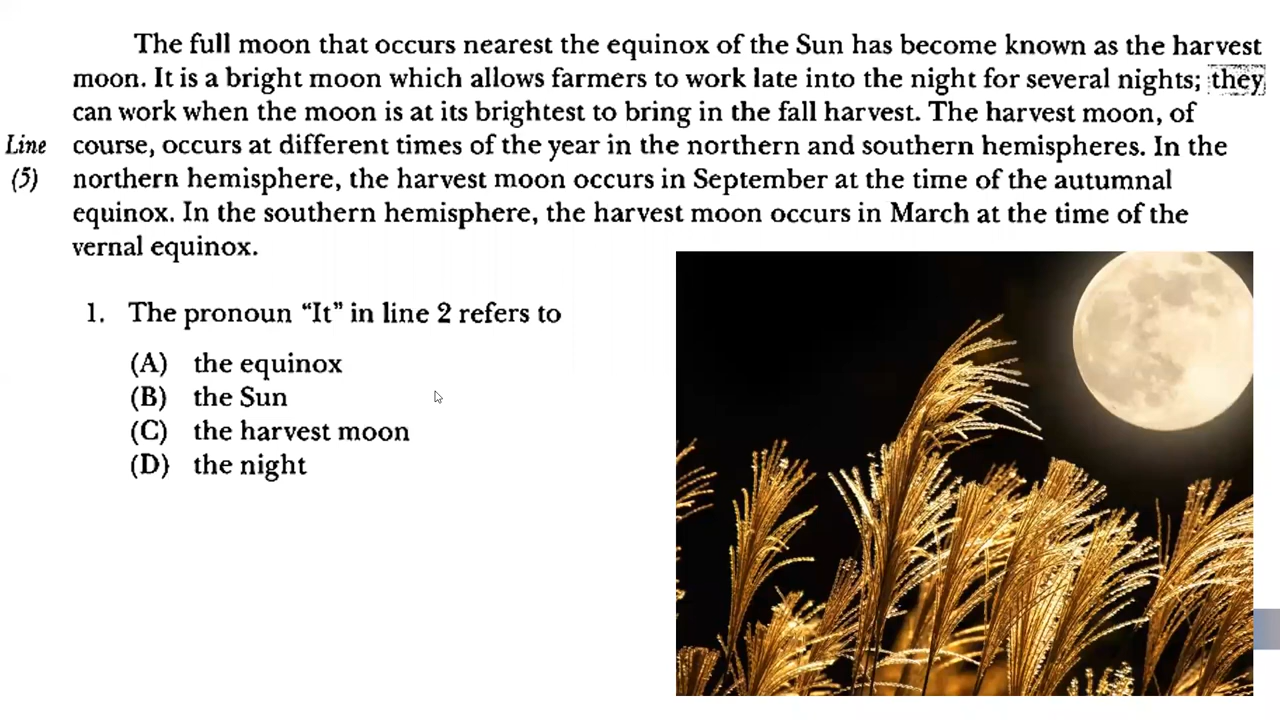 The full moon that occurs nearest the equinox of the Sun has become known as the harvest
moon. It is a bright moon which allows farmers to work late into the night for several nights; they
can work when the moon is at its brightest to bring in the fall harvest. The harvest moon, of
Line course, occurs at different times of the year in the northern and southern hemispheres. In the
(5) northern hemisphere, the harvest moon occurs in September at the time of the autumnal
equinox. In the southern hemisphere, the harvest moon occurs in March at the time of the
vernal equinox.
1. The pronoun “It” in line 2 refers to
(A) the equinox
(B) the Sun
(C) the harvest moon
(D) the night